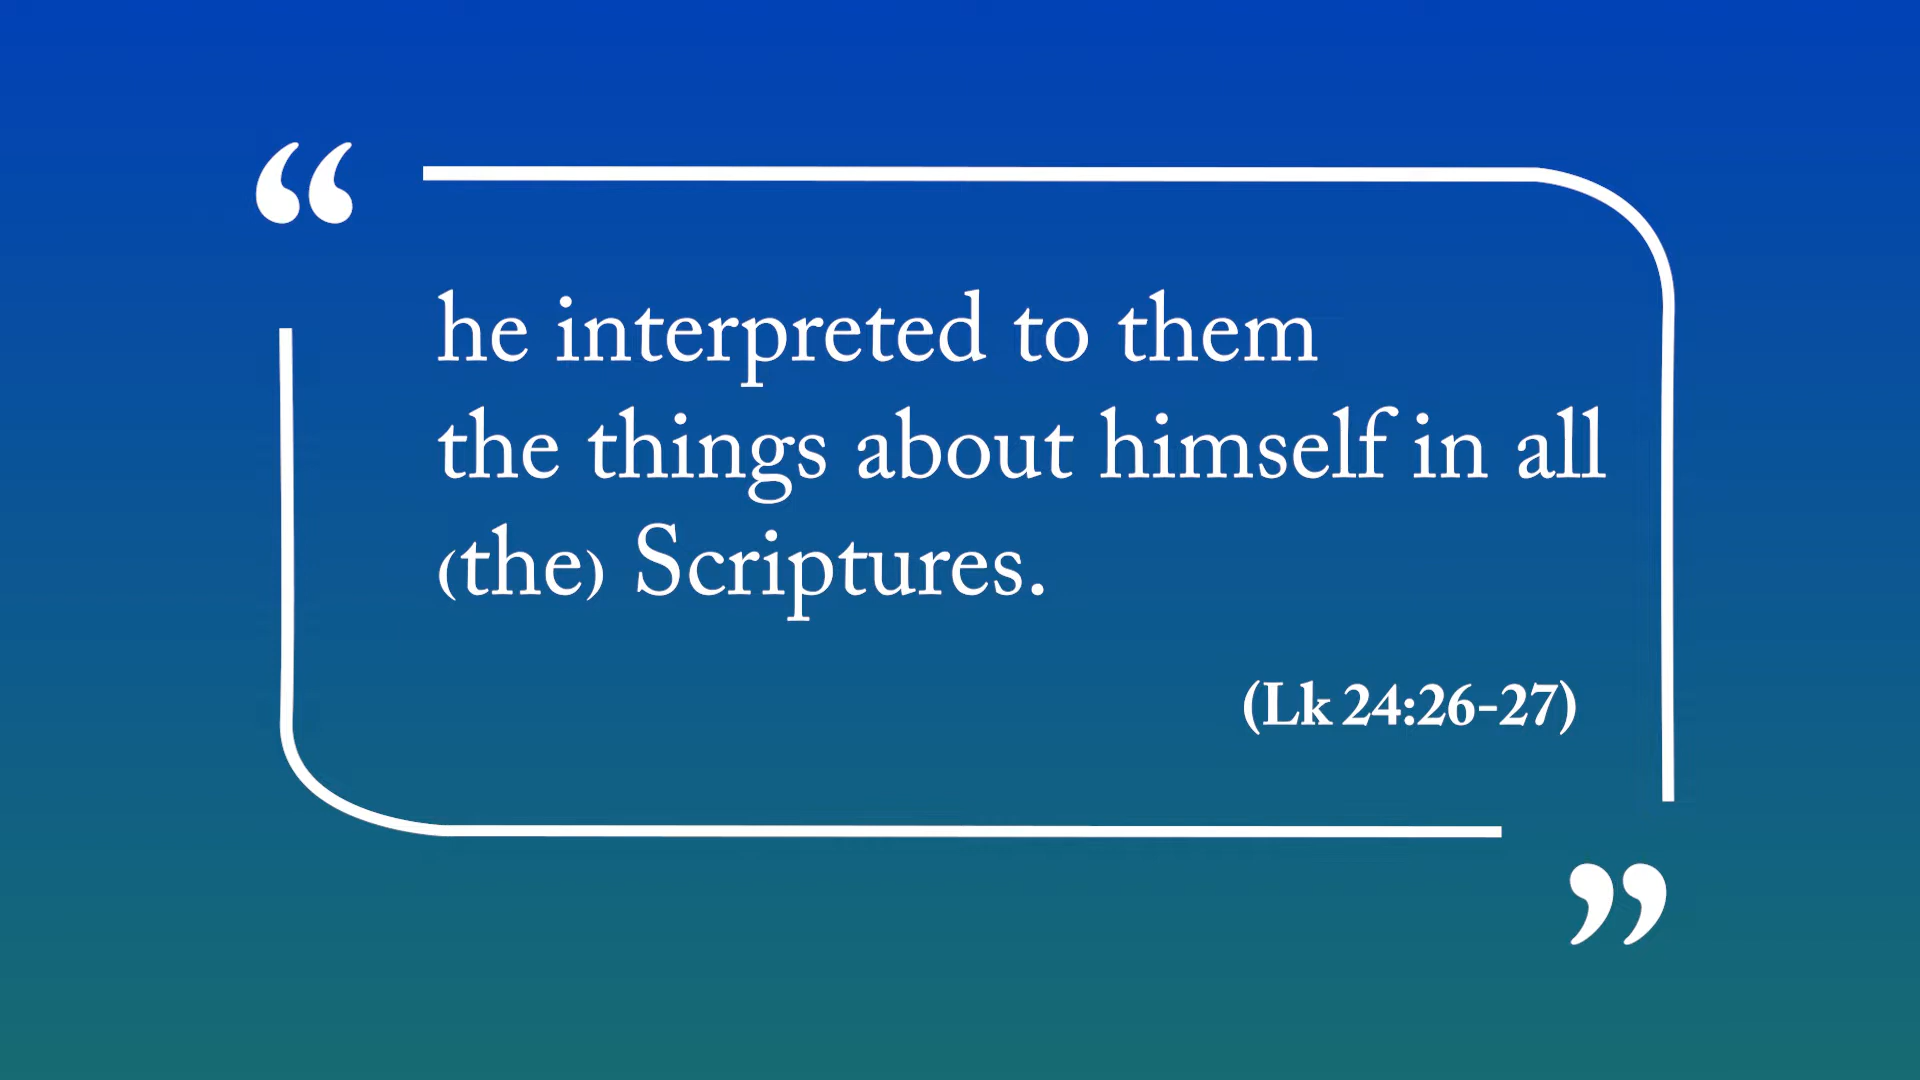 “
he interpreted to them
the things about himself in all
(the) Scriptures.
(Lk 24:26-27)
”